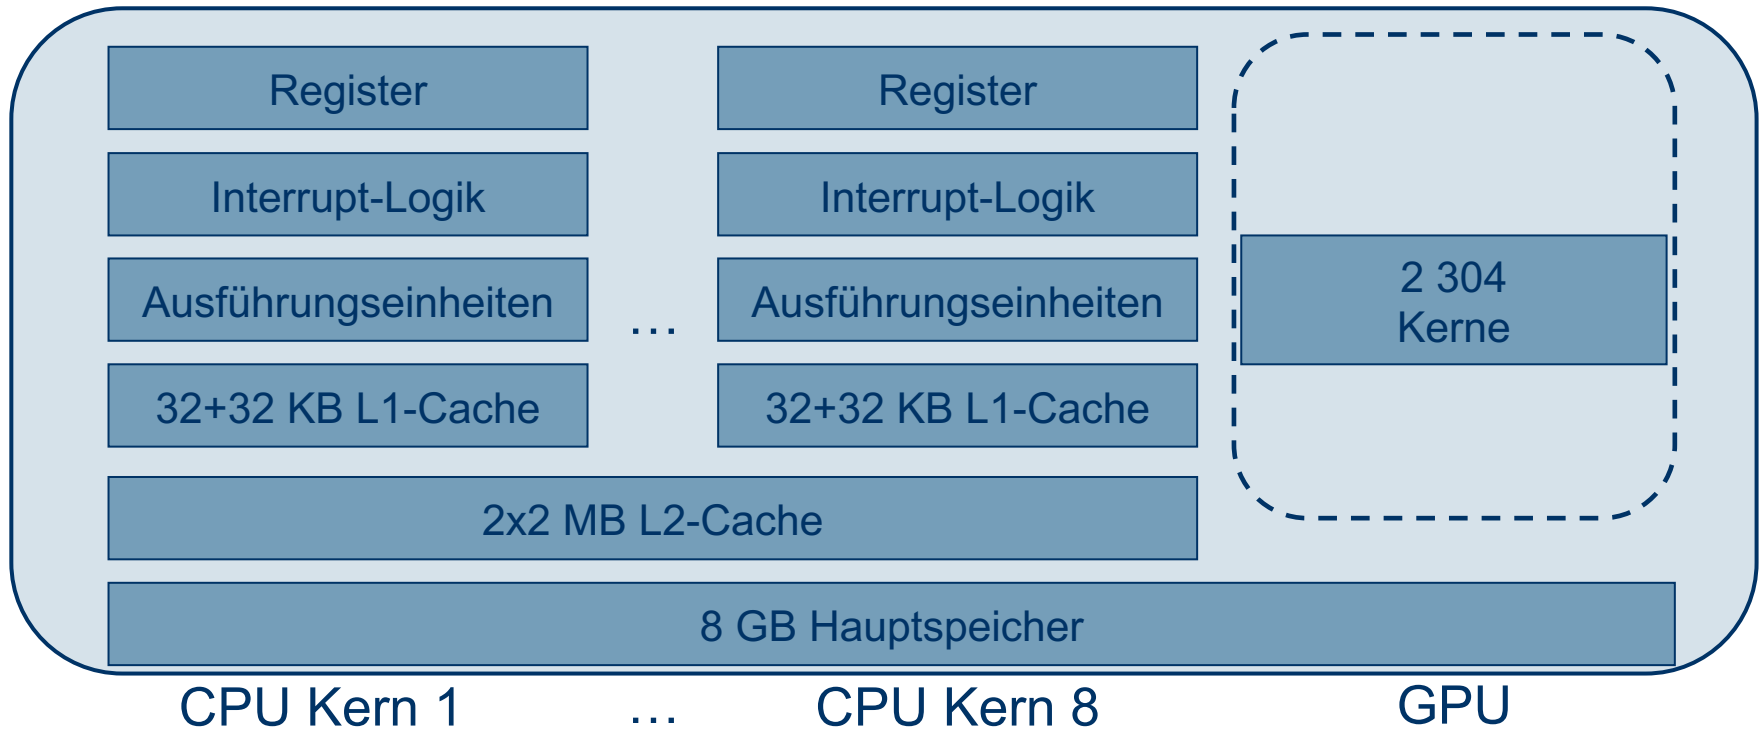 Register
Register
Interrupt-Logik
Interrupt-Logik
Ausführungseinheiten
…
Ausführungseinheiten
2 304
Kerne
32+32 KB L1-Cache
32+32 KB L1-Cache
2x2 MB L2-Cache
8 GB Hauptspeicher
CPU Kern 1
…
CPU Kern 8
GPU